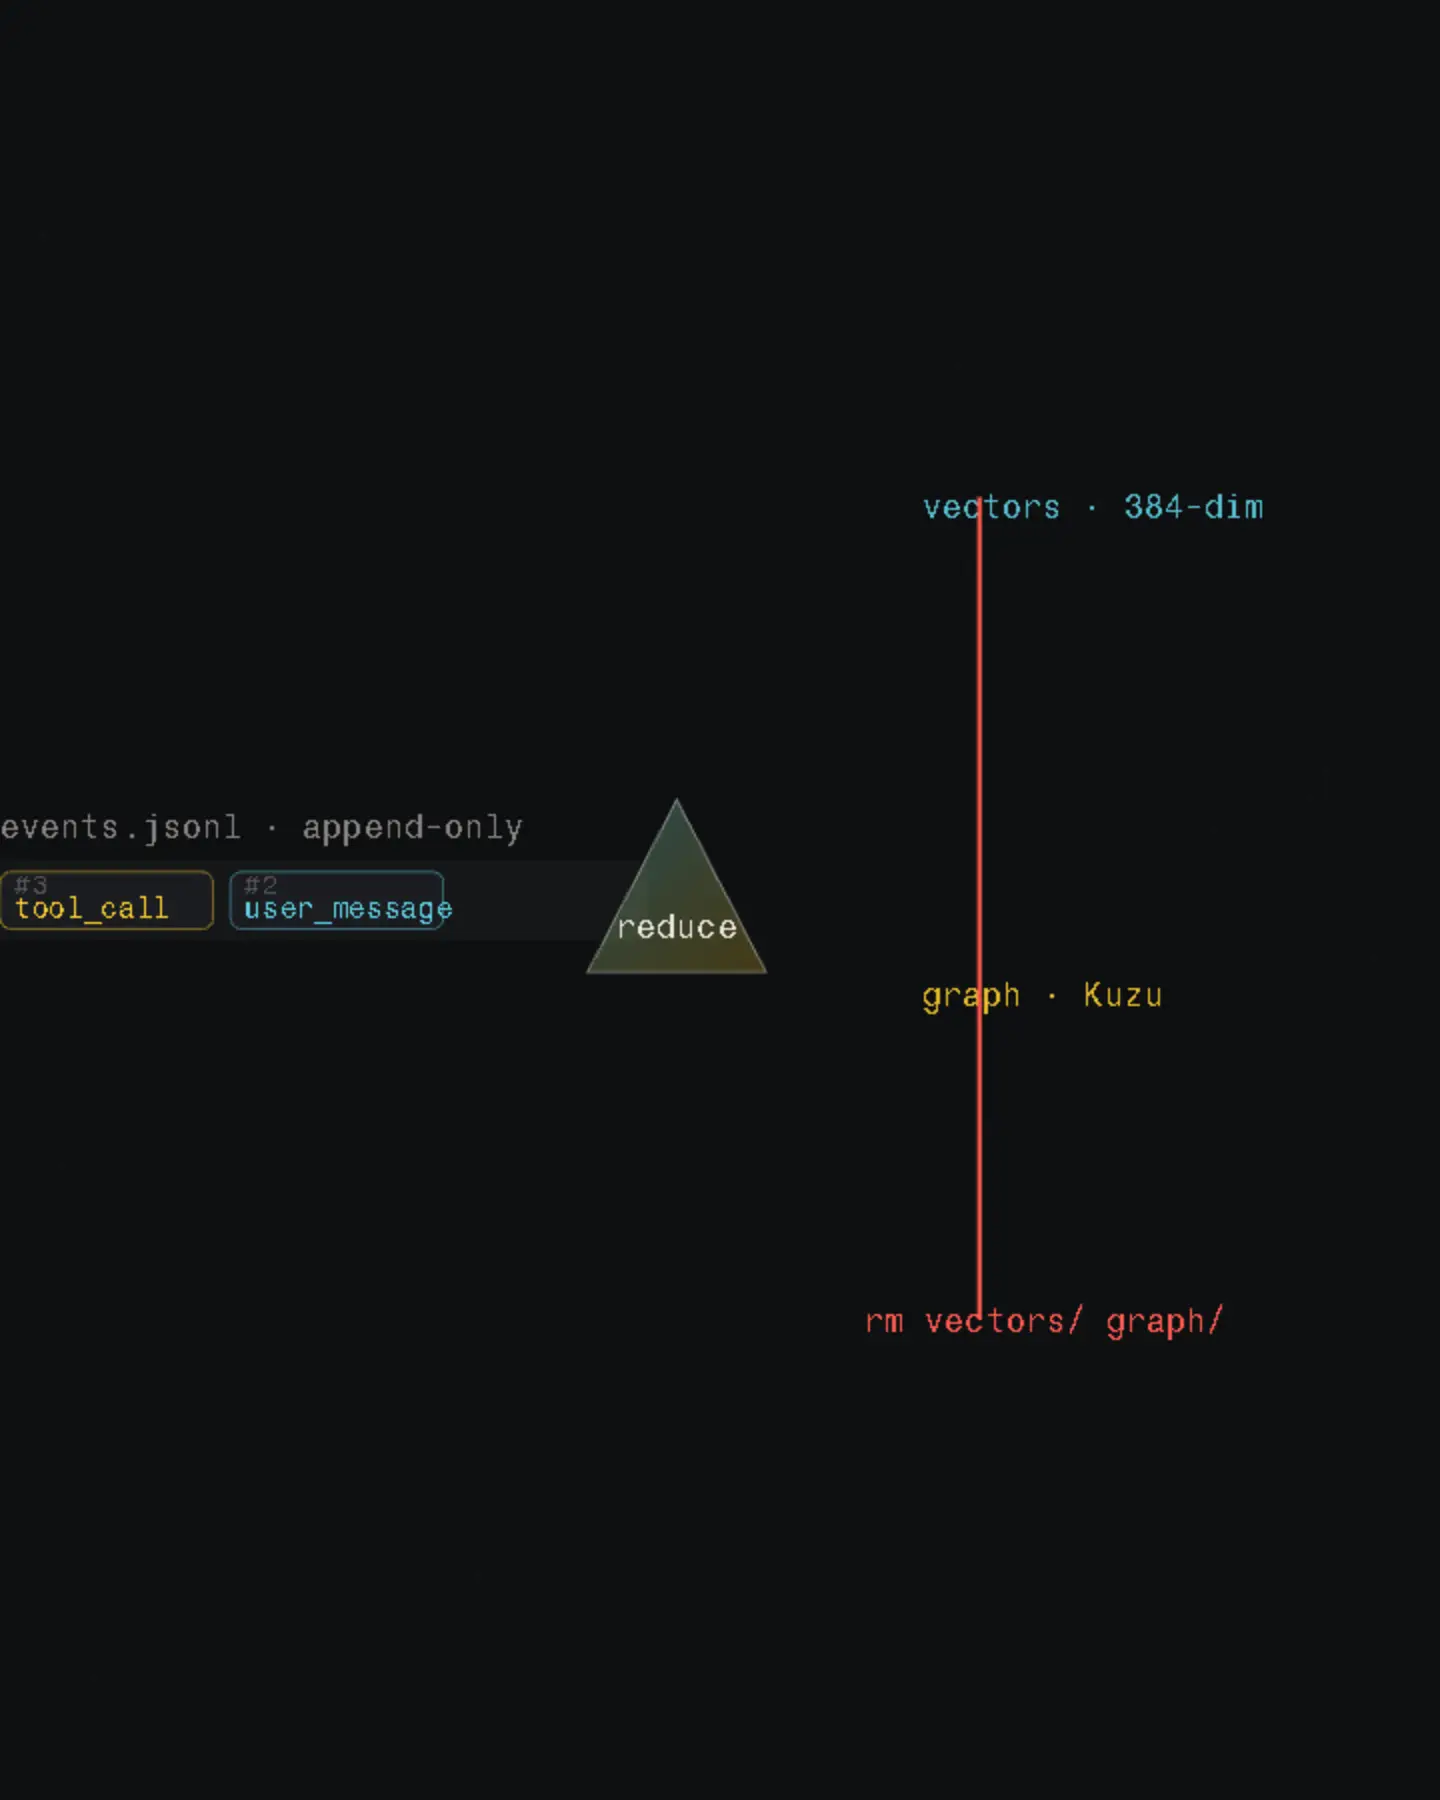 vectors · 384-dim
events.jsonl · append-only
#3
tool_call
#2
user_message
reduce
graph · Kuzu
rm vectors/ graph/